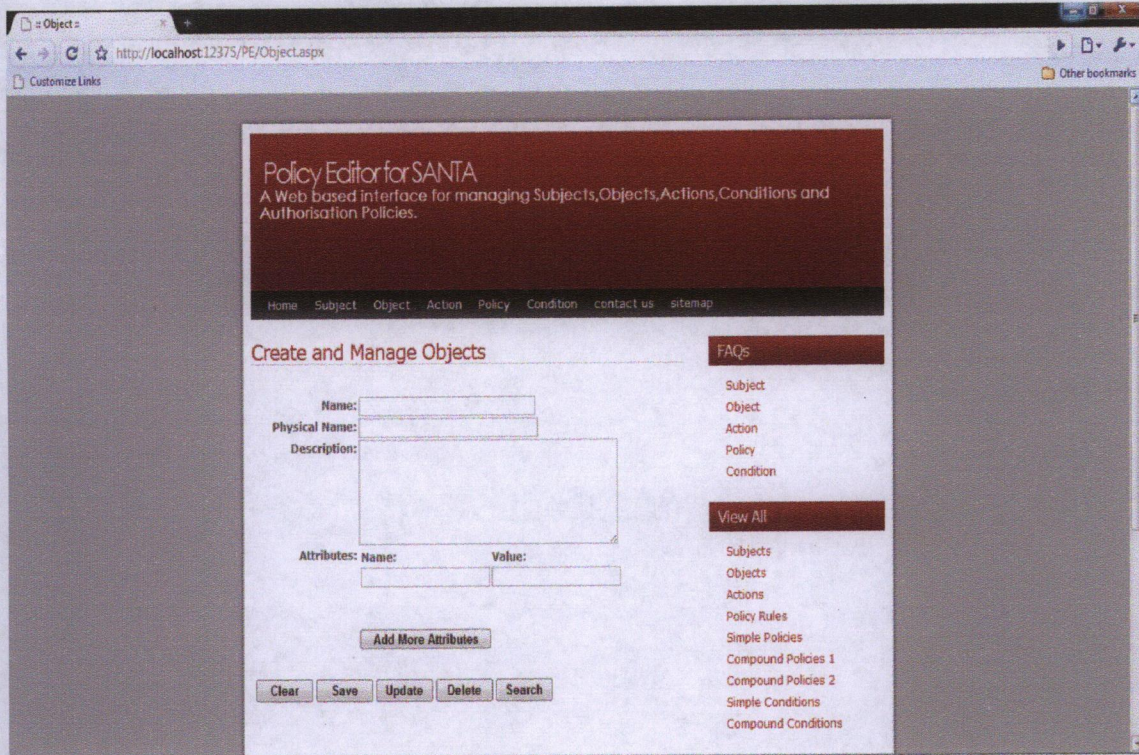 :: Object ::
http://localhost:12375/PE/Object.aspx
Customize Links
Other bookmarks
Policy Editor for SANTA
A Web based interface for managing Subjects,Objects,Actions,Conditions and
Authorisation Policies.
Home Subject Object Action Policy Condition contact us sitemap
Create and Manage Objects
Name:
Physical Name:
Description:
Attributes: Name: Value:
Add More Attributes
Clear Save Update Delete Search
FAQs
Subject
Object
Action
Policy
Condition
View All
Subjects
Objects
Actions
Policy Rules
Simple Policies
Compound Policies 1
Compound Policies 2
Simple Conditions
Compound Conditions